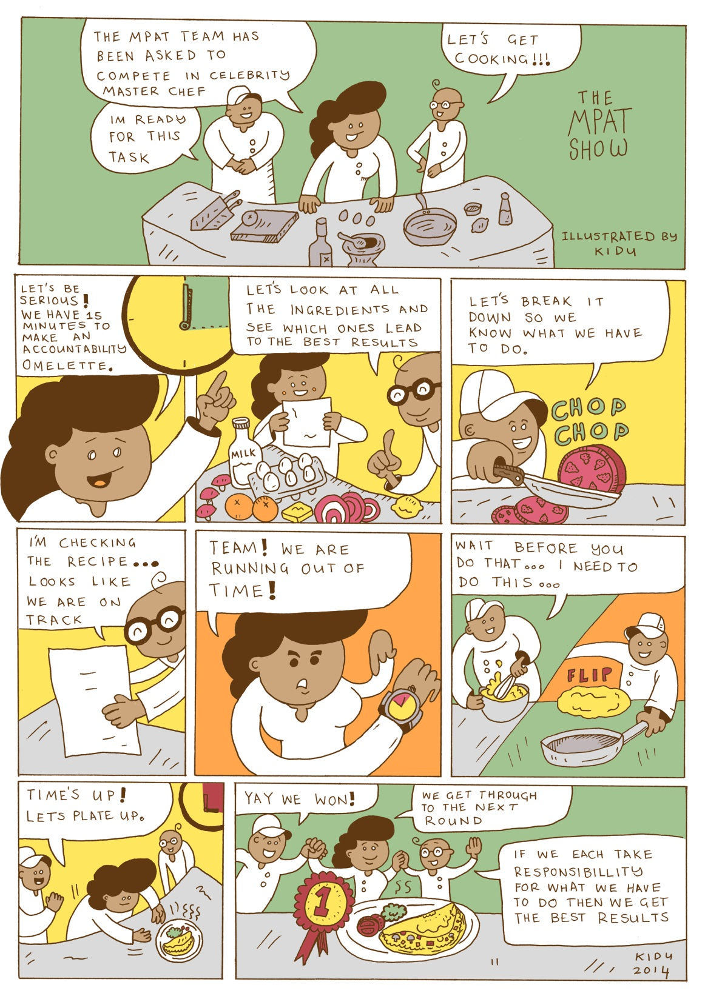 THE MPAT TEAM HAS
BEEN ASKED TO
COMPETE IN CELEBRITY
MASTER CHEF
IM READY
FOR THIS
TASK
LET'S GET
COOKING!!!
THE
MPAT
SHOW
ILLUSTRATED BY
KIDU
LET'S BE
SERIOUS!
WE HAVE 15
MINUTES TO
MAKE AN
ACCOUNTABILITY
OMELETTE.
LET'S LOOK AT ALL
THE INGREDIENTS AND
SEE WHICH ONES LEAD
TO THE BEST RESULTS
MILK
LET'S BREAK IT
DOWN SO WE
KNOW WHAT WE HAVE
TO DO.
CHOP
CHOP
I'M CHECKING
THE RECIPE...
LOOKS LIKE
WE ARE ON
TRACK
TEAM! WE ARE
RUNNING OUT OF
TIME!
WAIT BEFORE YOU
DO THAT... I NEED TO
DO THIS...
FLIP
TIME'S UP!
LETS PLATE UP.
YAY WE WON!
WE GET THROUGH
TO THE NEXT
ROUND
1
IF WE EACH TAKE
RESPONSIBILLITY
FOR WHAT WE HAVE
TO DO THEN WE GET
THE BEST RESULTS
KIDU
2014